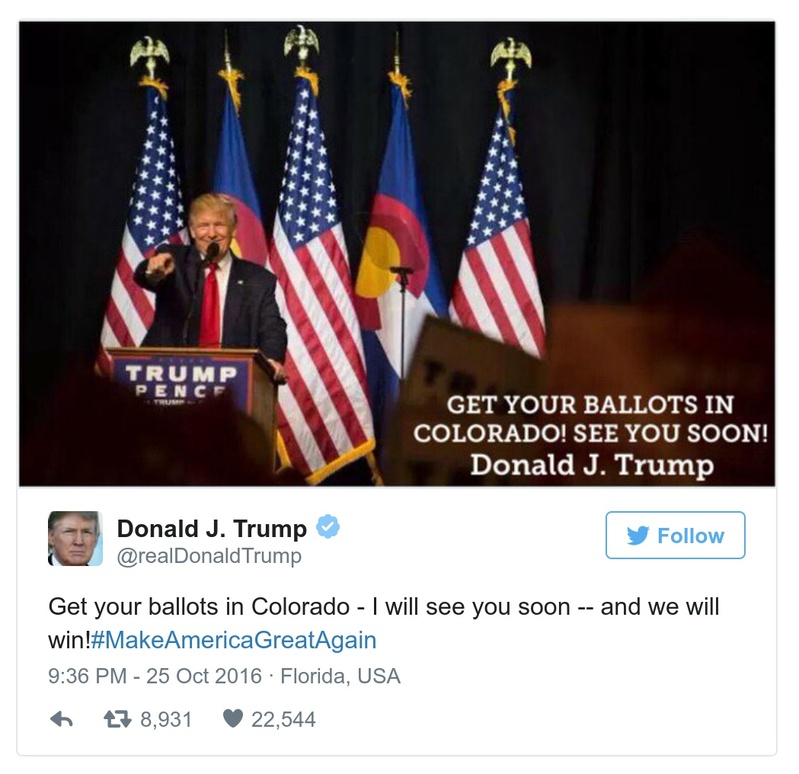 TRUMP
PENCE
GET YOUR BALLOTS IN
COLORADO! SEE YOU SOON!
Donald J. Trump
Donald J. Trump
@realDonaldTrump
Follow
Get your ballots in Colorado - I will see you soon -- and we will
win!#MakeAmericaGreatAgain
9:36 PM - 25 Oct 2016 · Florida, USA
8,931 22,544